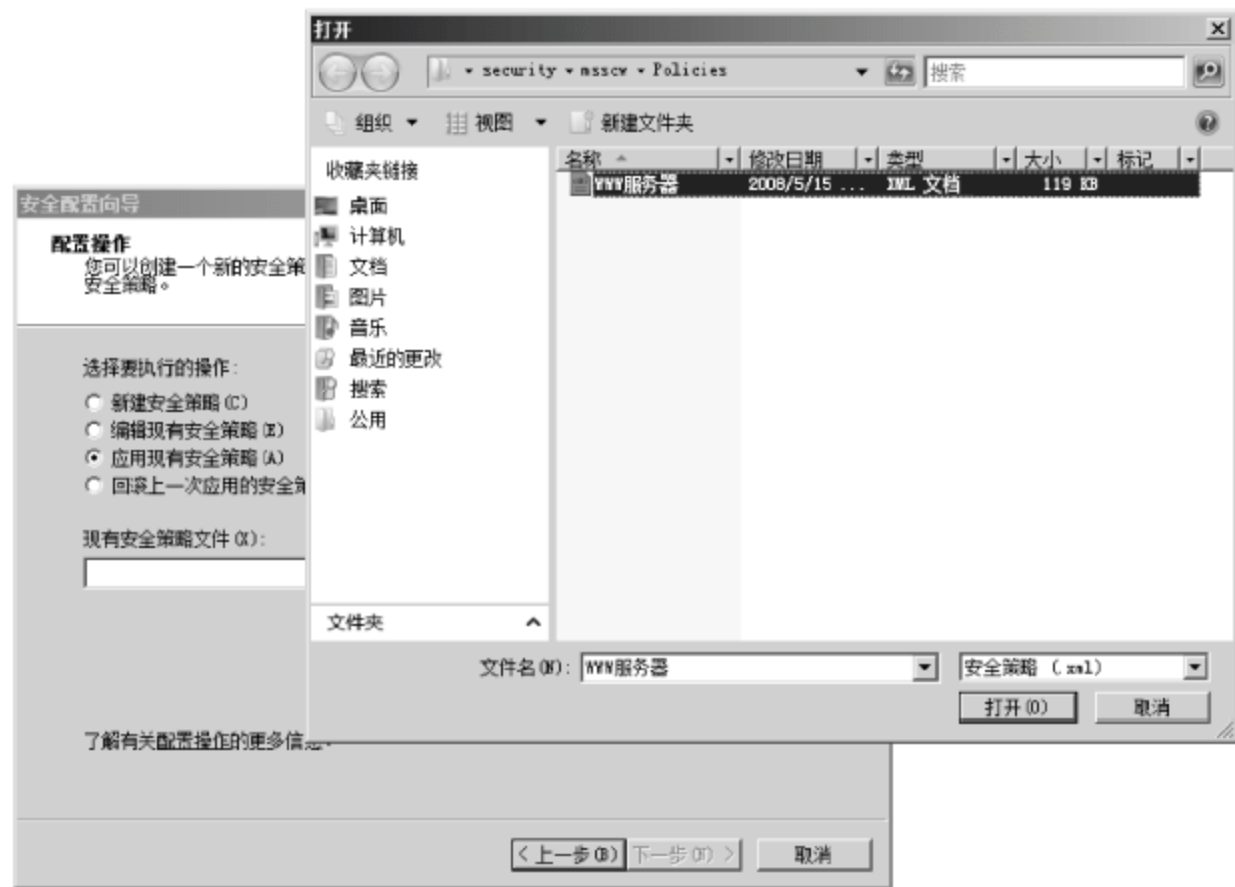 打开
security msscw Policies
搜索
组织 视图 新建文件夹
收藏夹链接
桌面
计算机
文档
图片
音乐
最近的更改
搜索
公用
文件夹
名称 修改日期 类型 大小 标记
WWW服务器 2008/5/15 ... XML 文档 119 KB
文件名(N): WWW服务器 安全策略 (.xml)
打开(O) 取消
安全配置向导
配置操作
您可以创建一个新的安全策
安全策略。
选择要执行的操作:
新建安全策略(C)
编辑现有安全策略(E)
应用现有安全策略(A)
回滚上一次应用的安全策
现有安全策略文件(X):
了解有关配置操作的更多信息。
< 上一步(B) 下一步(N) > 取消